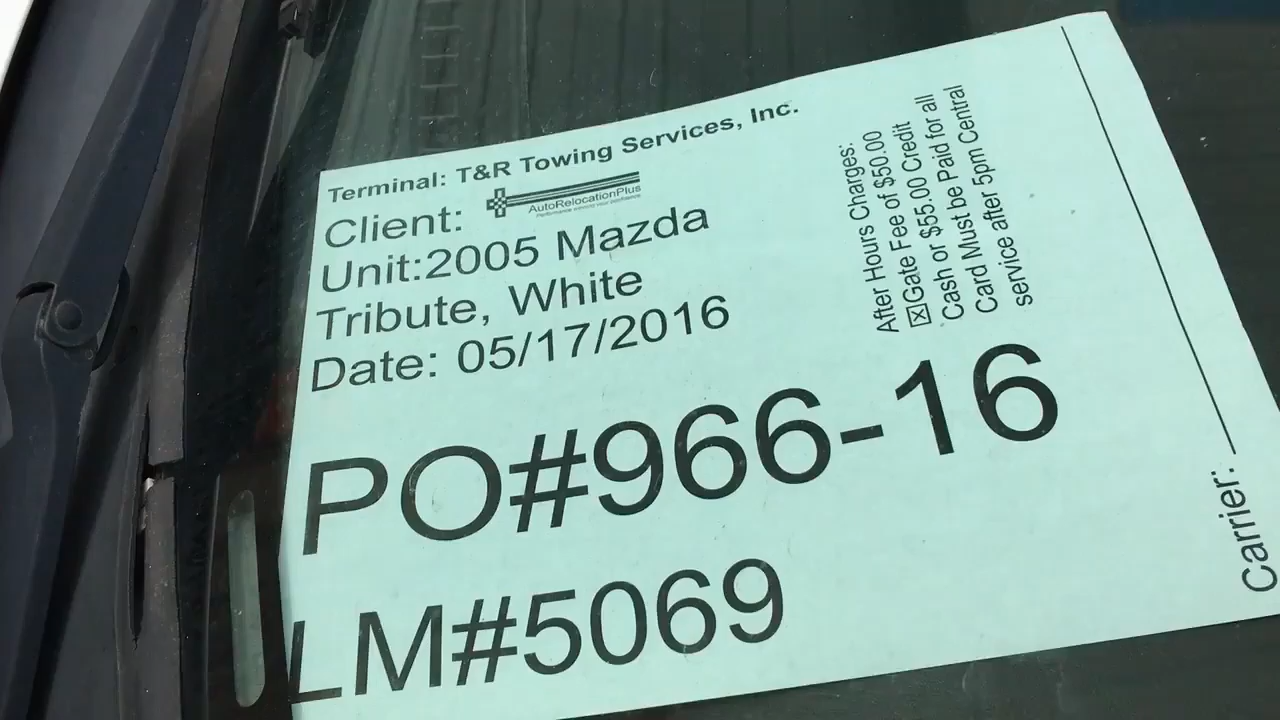 Terminal: T&R Towing Services, Inc.
Client: AutoRelocationPlus
Unit:2005 Mazda
Tribute, White
Date: 05/17/2016
PO#966-16
LM#5069
After Hours Charges:
☒Gate Fee of $50.00
Cash or $55.00 Credit
Card Must be Paid for all
service after 5pm Central
Carrier: